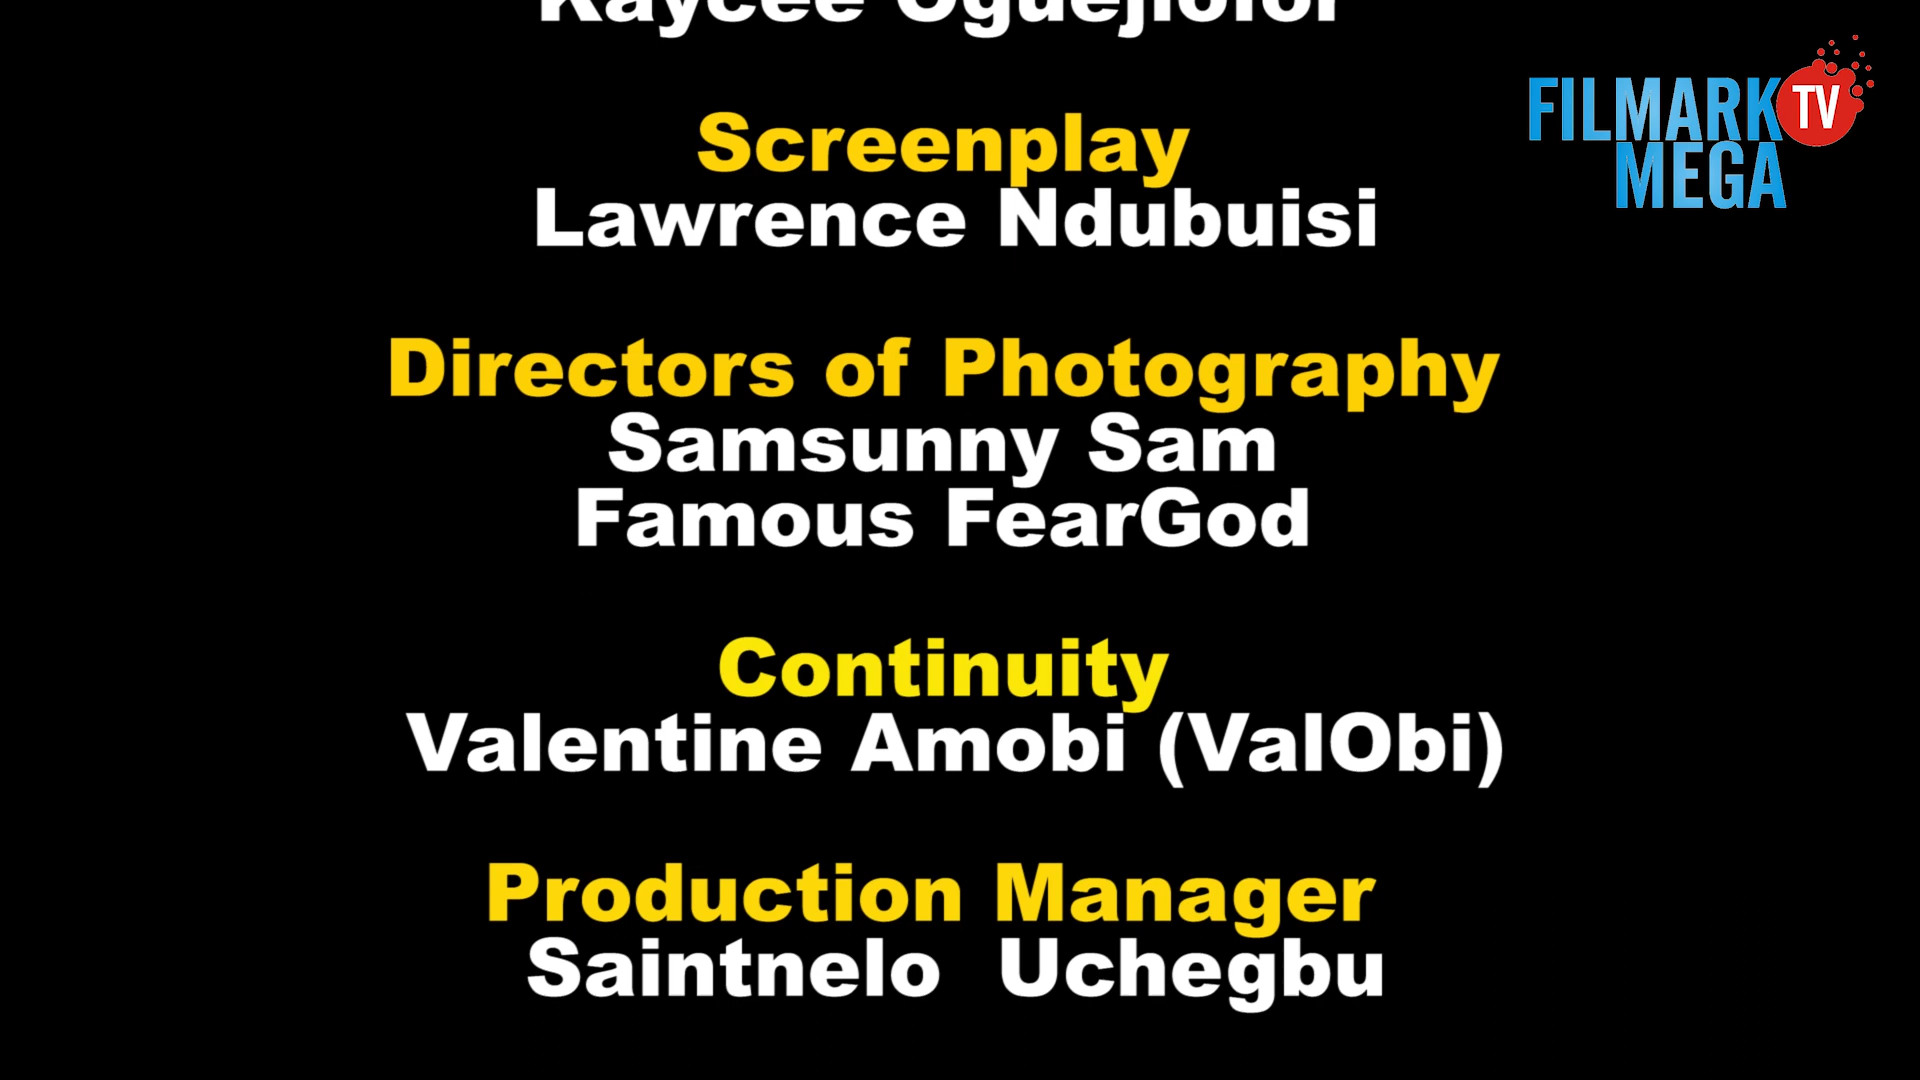 Kaycee Oguejiofor
Screenplay
Lawrence Ndubuisi
Directors of Photography
Samsunny Sam
Famous FearGod
Continuity
Valentine Amobi (ValObi)
Production Manager
Saintnelo  Uchegbu
FILMARK TV
MEGA